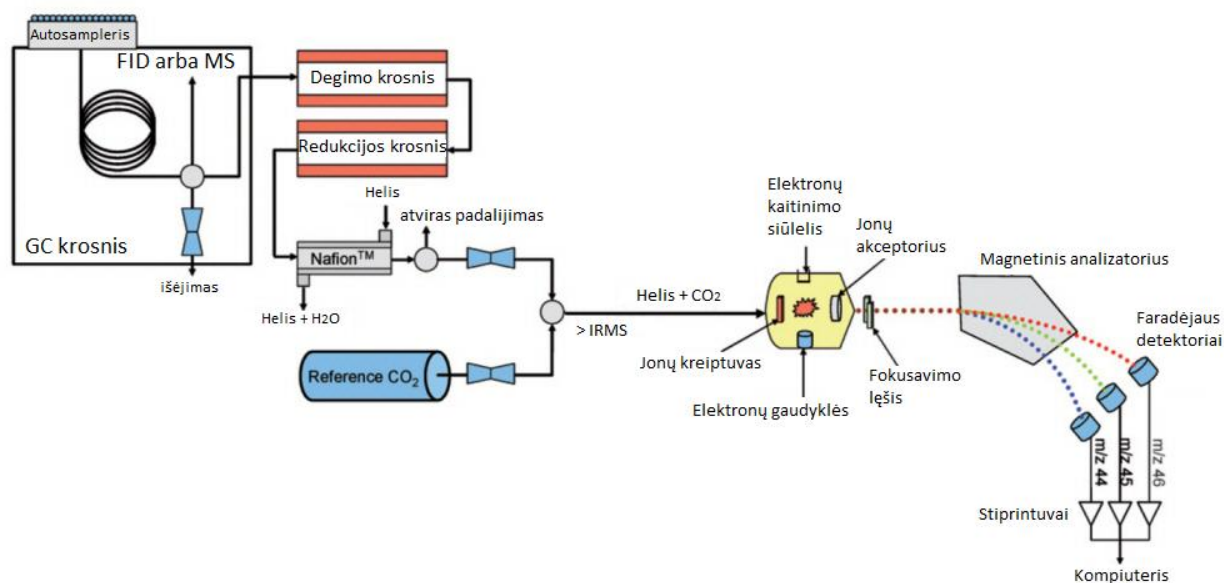 Autosampleris
FID arba MS
GC krosnis
išėjimas
Degimo krosnis
Redukcijos krosnis
Helis
atviras padalijimas
Nafion™
Helis + H2O
Reference CO₂
Helis + CO₂
> IRMS
Elektronų
kaitinimo
siūlelis
Jonų
akceptorius
Jonų kreiptuvas
Elektronų gaudyklės
Fokusavimo
lęšis
Magnetinis analizatorius
Faradėjaus
detektoriai
m/z 44
m/z 45
m/z 46
Stiprintuvai
Kompiuteris